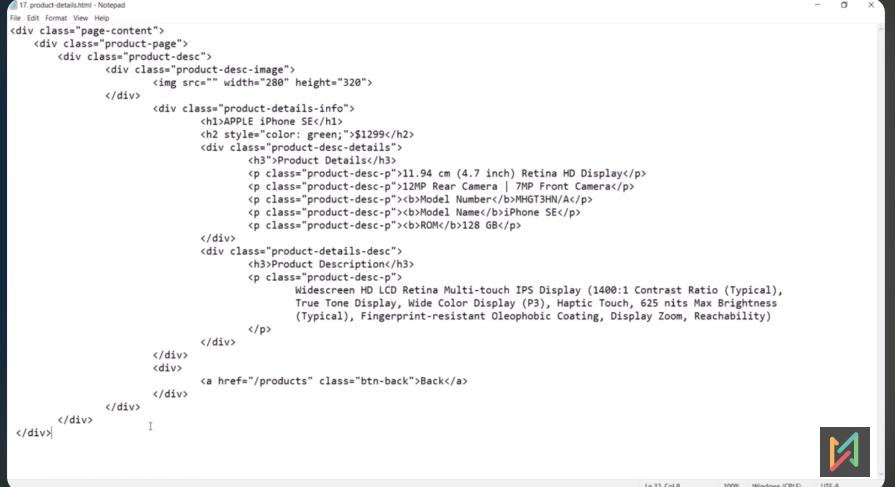 17. product-details.html - Notepad
File Edit Format View Help
<div class="page-content">
<div class="product-page">
<div class="product-desc">
<div class="product-desc-image">
<img src="" width="280" height="320">
</div>
<div class="product-details-info">
<h1>APPLE iPhone SE</h1>
<h2 style="color: green;">$1299</h2>
<div class="product-desc-details">
<h3">Product Details</h3>
<p class="product-desc-p">11.94 cm (4.7 inch) Retina HD Display</p>
<p class="product-desc-p">12MP Rear Camera | 7MP Front Camera</p>
<p class="product-desc-p"><b>Model Number</b>MHGT3HN/A</p>
<p class="product-desc-p"><b>Model Name</b>iPhone SE</p>
<p class="product-desc-p"><b>ROM</b>128 GB</p>
</div>
<div class="product-details-desc">
<h3>Product Description</h3>
<p class="product-desc-p">
Widescreen HD LCD Retina Multi-touch IPS Display (1400:1 Contrast Ratio (Typical),
True Tone Display, Wide Color Display (P3), Haptic Touch, 625 nits Max Brightness
(Typical), Fingerprint-resistant Oleophobic Coating, Display Zoom, Reachability)
</p>
</div>
</div>
<div>
<a href="/products" class="btn-back">Back</a>
</div>
</div>
</div>
</div>
100% Windows (CRLF) UTF-8